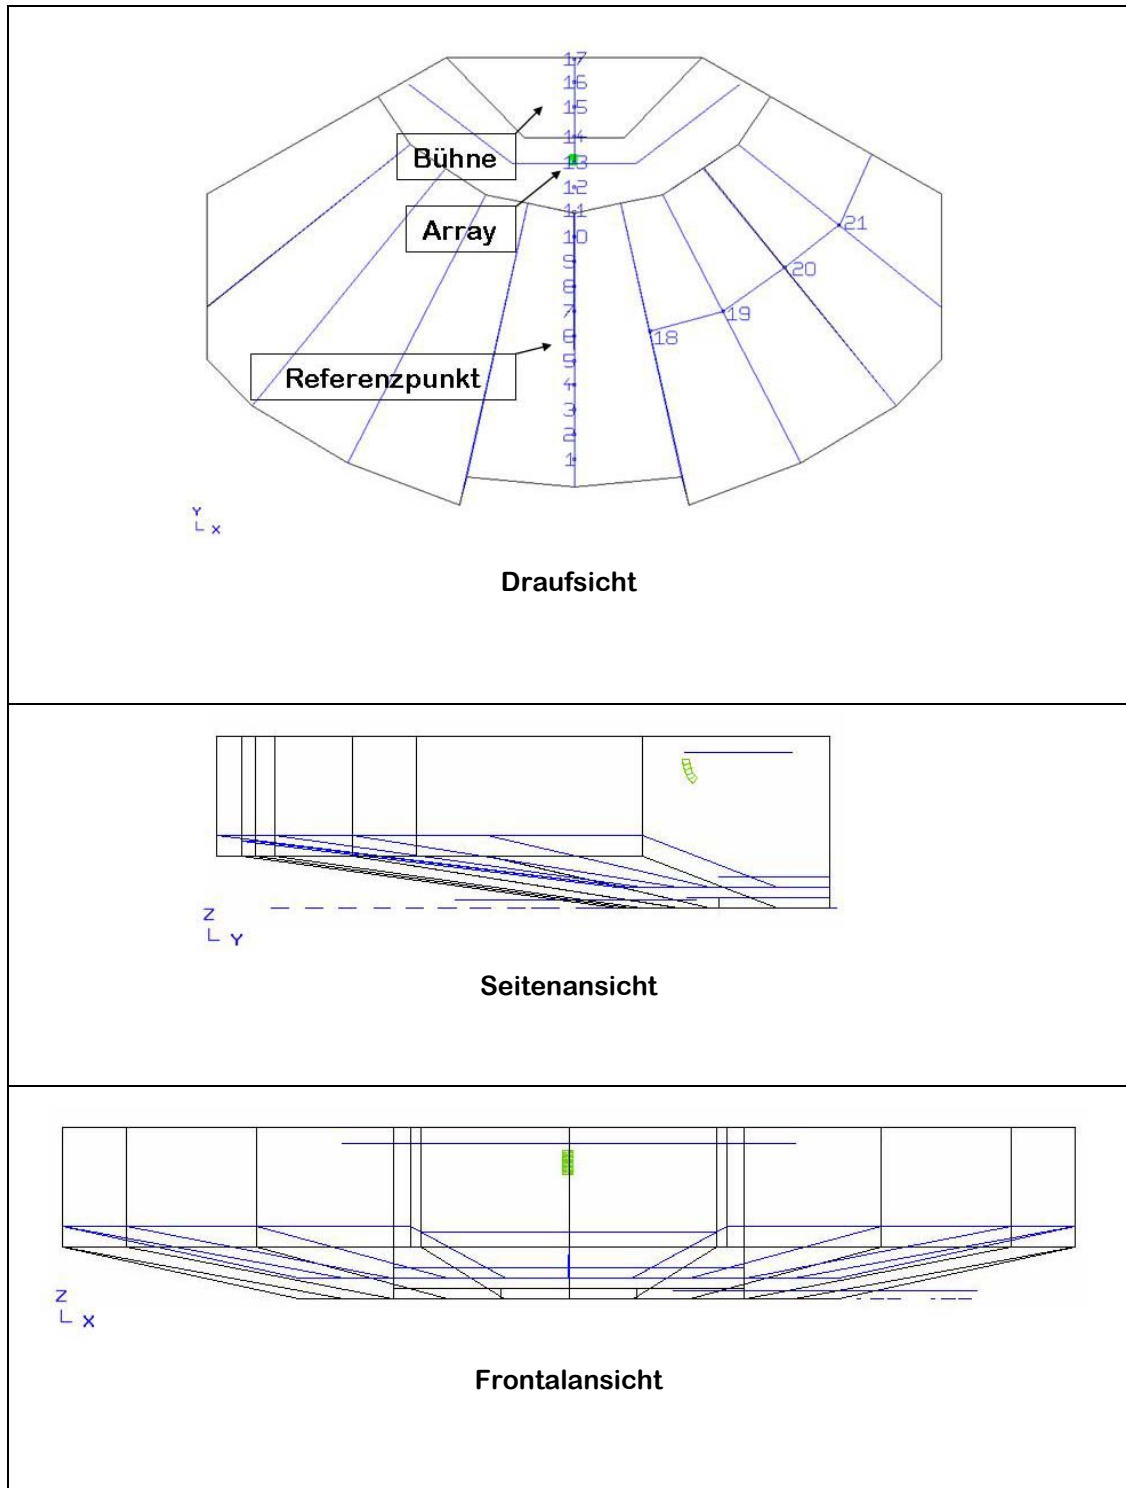 17
16
15
14
Bühne
13
12
Array
11
10
9
8
7
6
5
4
3
2
1
Referenzpunkt
21
20
19
18
Y
X
Draufsicht
Z
Y
Seitenansicht
Z
X
Frontalansicht